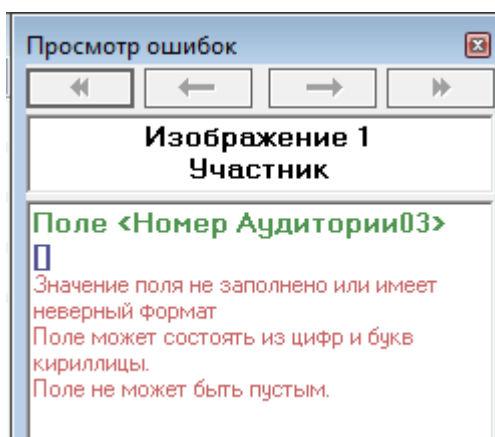 Просмотр ошибок
Изображение 1
Участник
Поле <Номер Аудитории03>
[]
Значение поля не заполнено или имеет
неверный формат
Поле может состоять из цифр и букв
кириллицы.
Поле не может быть пустым.